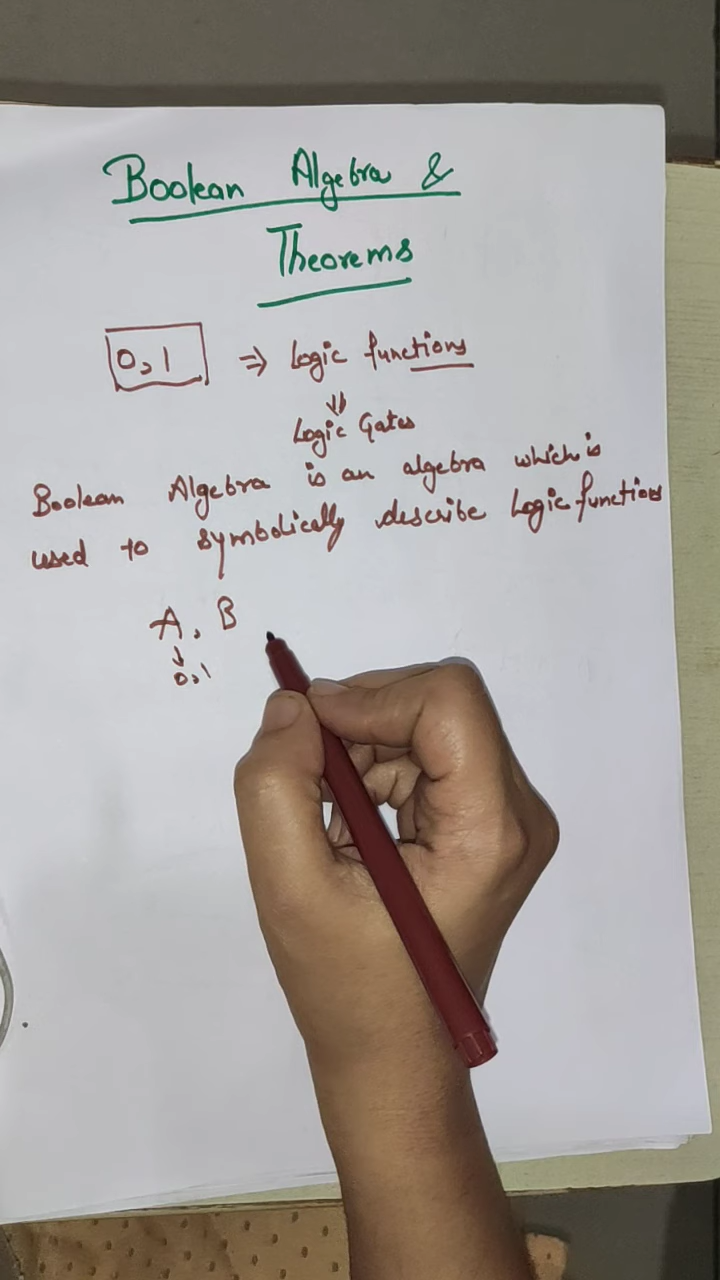 Boolean Algebra &
Theorems
0,1 ⇒ Logic functions
⇓
Logic Gates
Boolean Algebra is an algebra which is
used to symbolically describe Logic functions
A, B
↓
0,1